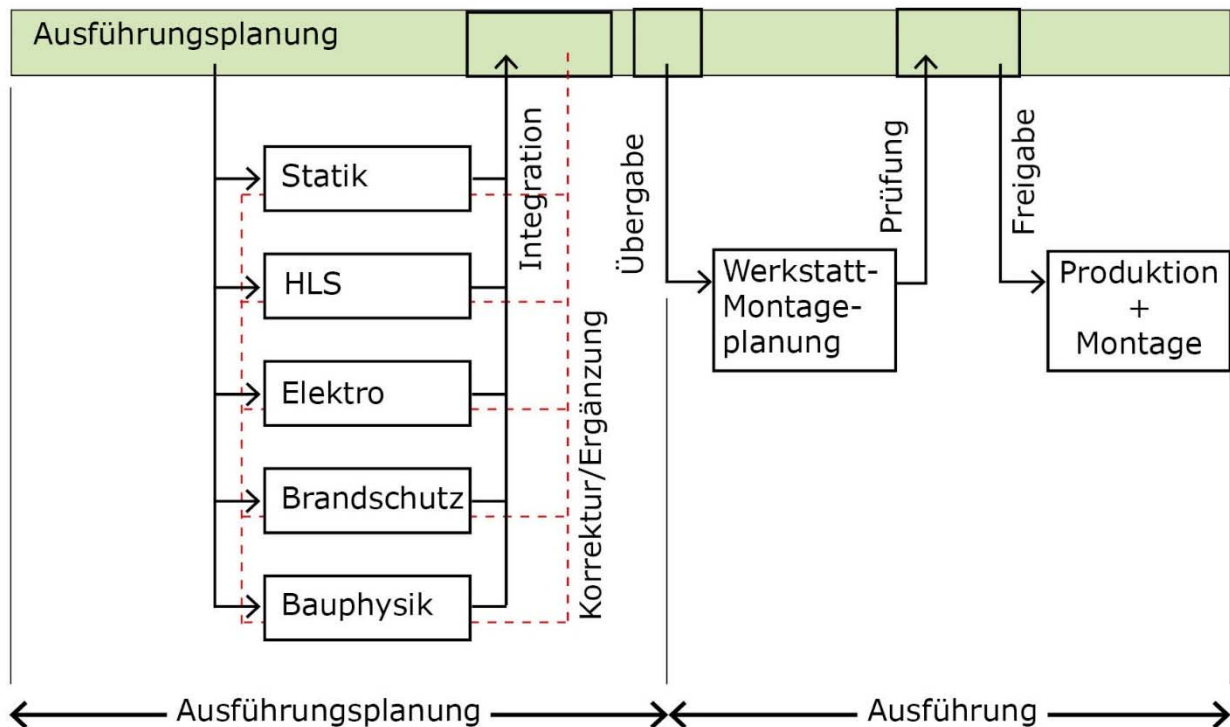 Ausführungsplanung
Statik
HLS
Elektro
Brandschutz
Bauphysik
Integration
Korrektur/Ergänzung
Übergabe
Werkstatt-
Montage-
planung
Prüfung
Freigabe
Produktion
+
Montage
Ausführungsplanung
Ausführung